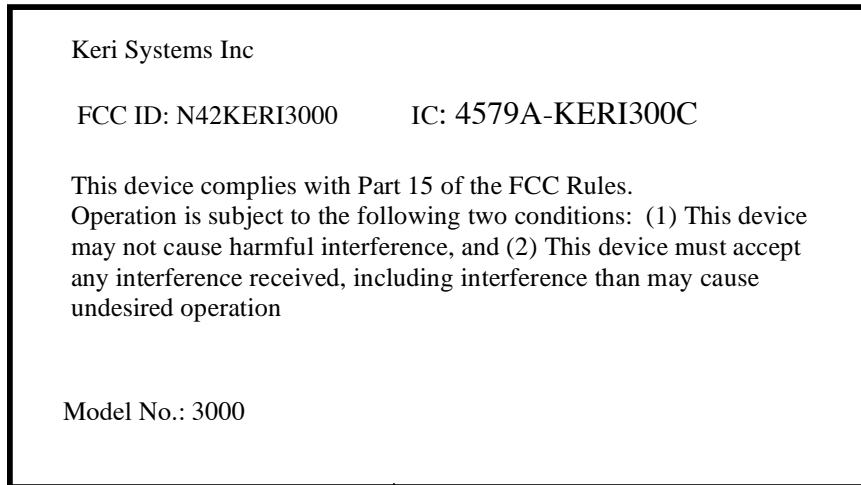 Keri Systems Inc
FCC ID: N42KERI3000 IC: 4579A-KERI300C
This device complies with Part 15 of the FCC Rules.
Operation is subject to the following two conditions: (1) This device
may not cause harmful interference, and (2) This device must accept
any interference received, including interference than may cause
undesired operation
Model No.: 3000